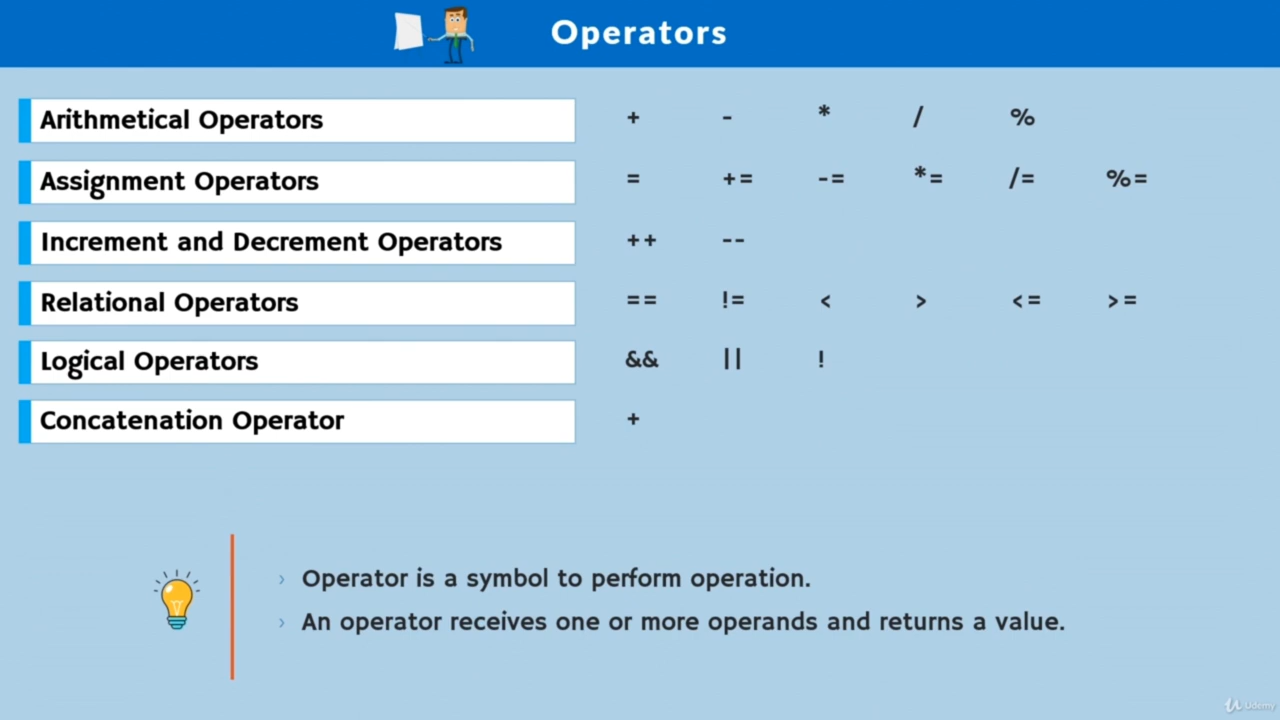 Operators
Arithmetical Operators + - * / %
Assignment Operators = += -= *= /= %=
Increment and Decrement Operators ++ --
Relational Operators == != < > <= >=
Logical Operators && || !
Concatenation Operator +
› Operator is a symbol to perform operation.
› An operator receives one or more operands and returns a value.
Udemy